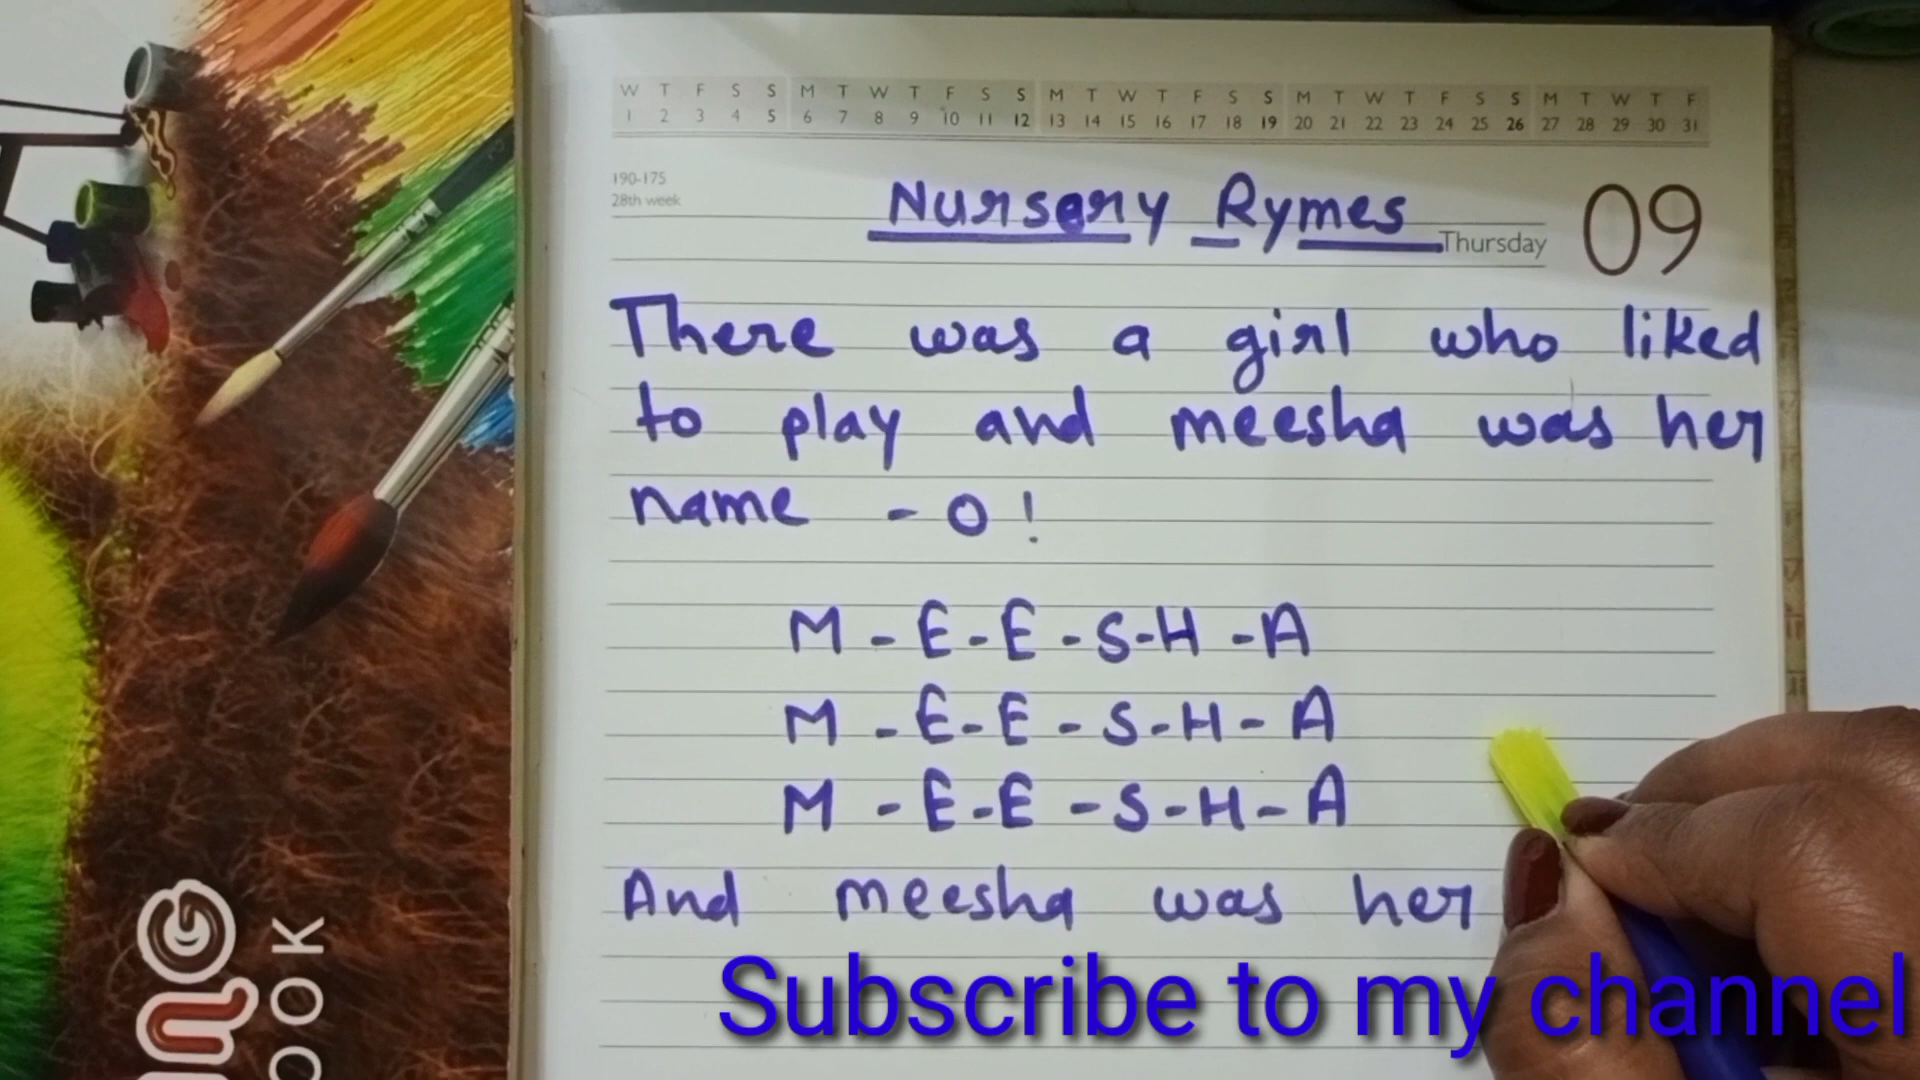 W T F S S M T W T F S S M T W T F S S M T W T F S S M T W T F
1 2 3 4 5 6 7 8 9 10 11 12 13 14 15 16 17 18 19 20 21 22 23 24 25 26 27 28 29 30 31
190-175
28th week
Nursery Rymes
Thursday
09
There was a girl who liked
to play and meesha was her
name - O!
M - E - E - S - H - A
M - E - E - S - H - A
M - E - E - S - H - A
And meesha was her
Subscribe to my channel